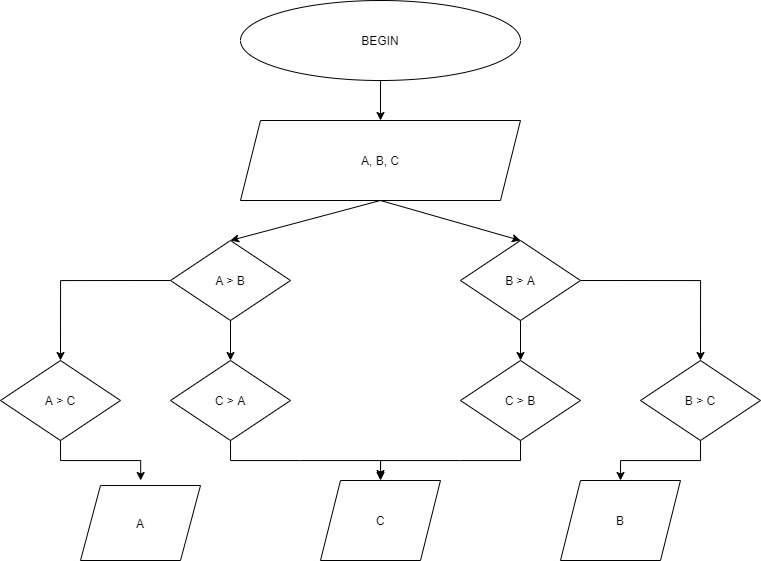 BEGIN
A, B, C
A > B
B > A
A > C
C > A
C > B
B > C
A
C
B